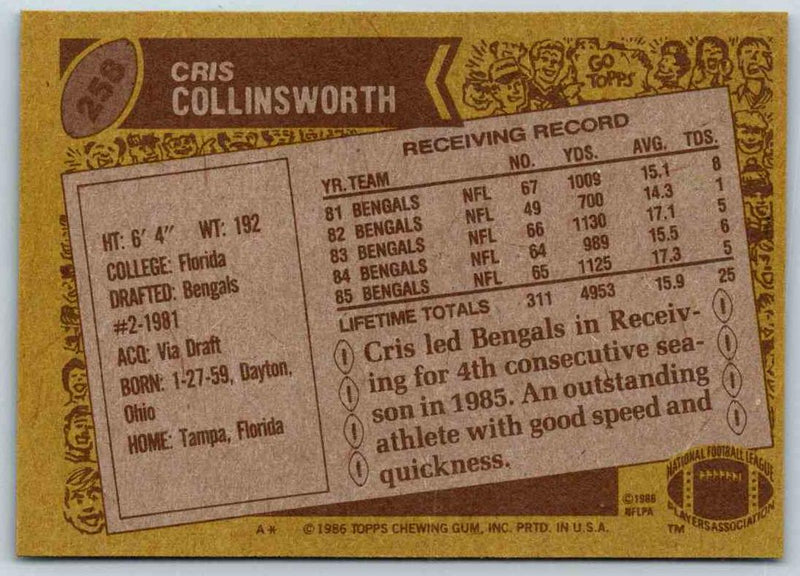 258
CRIS
COLLINSWORTH
GO
TOPPS
RECEIVING RECORD
YR. TEAM NO. YDS. AVG. TDS.
81 BENGALS NFL 67 1009 15.1 8
82 BENGALS NFL 49 700 14.3 1
83 BENGALS NFL 66 1130 17.1 5
84 BENGALS NFL 64 989 15.5 6
85 BENGALS NFL 65 1125 17.3 5
LIFETIME TOTALS 311 4953 15.9 25
HT: 6' 4" WT: 192
COLLEGE: Florida
DRAFTED: Bengals
#2-1981
ACQ: Via Draft
BORN: 1-27-59, Dayton,
Ohio
HOME: Tampa, Florida
Cris led Bengals in Receiv-
ing for 4th consecutive sea-
son in 1985. An outstanding
athlete with good speed and
quickness.
NATIONAL FOOTBALL LEAGUE
PLAYERS ASSOCIATION
TM
©1986
NFLPA
A* ©1986 TOPPS CHEWING GUM, INC. PRTD. IN U.S.A.